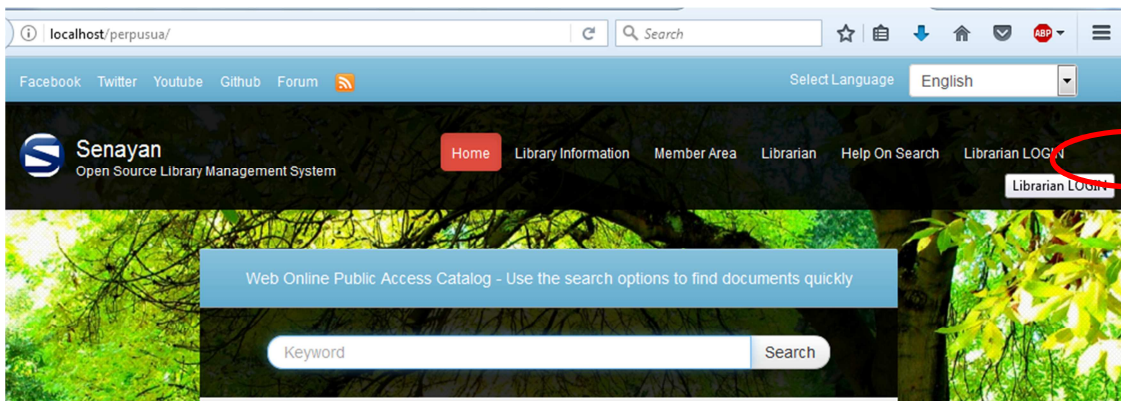 localhost/perpusua/ Search ABP
Facebook Twitter Youtube Github Forum Select Language English
Senayan
Open Source Library Management System
Home Library Information Member Area Librarian Help On Search Librarian LOGIN
Librarian LOGIN
Web Online Public Access Catalog - Use the search options to find documents quickly
Keyword Search